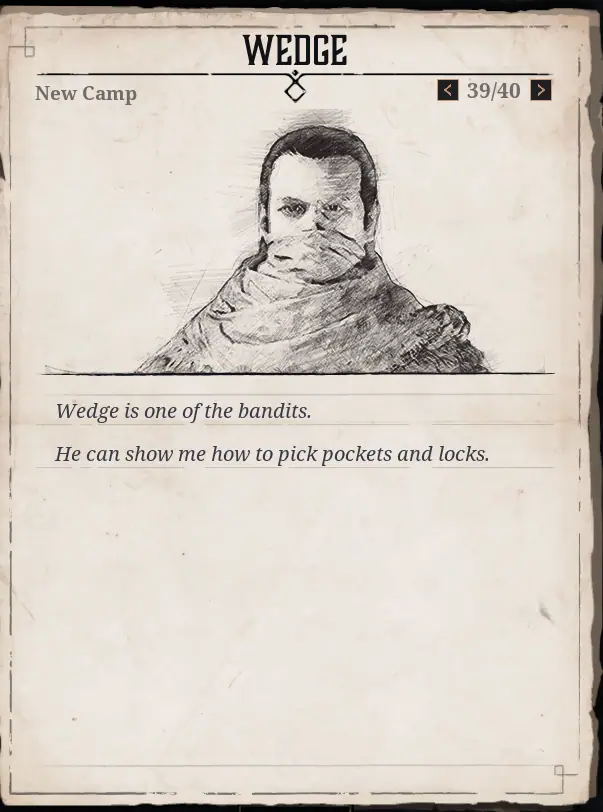 WEDGE
New Camp
39/40
Wedge is one of the bandits.
He can show me how to pick pockets and locks.